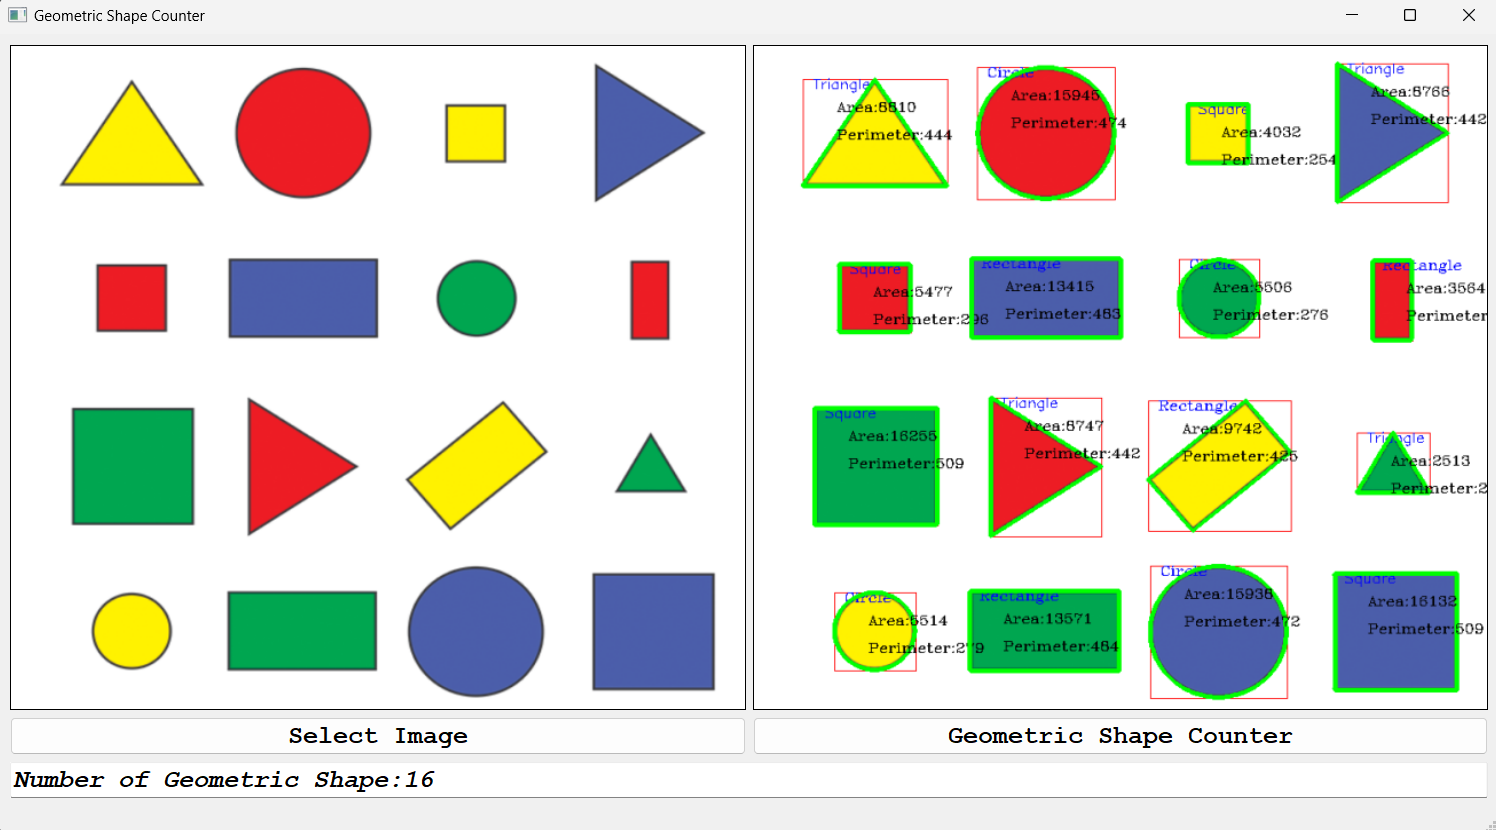 Geometric Shape Counter
Triangle
Area:8810
Perimeter:444
Circle
Area:15945
Perimeter:474
Square
Area:4032
Perimeter:254
Triangle
Area:8766
Perimeter:442
Square
Area:5477
Perimeter:296
Rectangle
Area:13415
Perimeter:483
Circle
Area:5506
Perimeter:276
Rectangle
Area:3564
Perimeter
Square
Area:16255
Perimeter:509
Triangle
Area:8747
Perimeter:442
Rectangle
Area:9742
Perimeter:425
Triangle
Area:2513
Perimeter:2
Circle
Area:5514
Perimeter:279
Rectangle
Area:13571
Perimeter:484
Circle
Area:15938
Perimeter:472
Square
Area:16132
Perimeter:509
Select Image
Geometric Shape Counter
Number of Geometric Shape:16